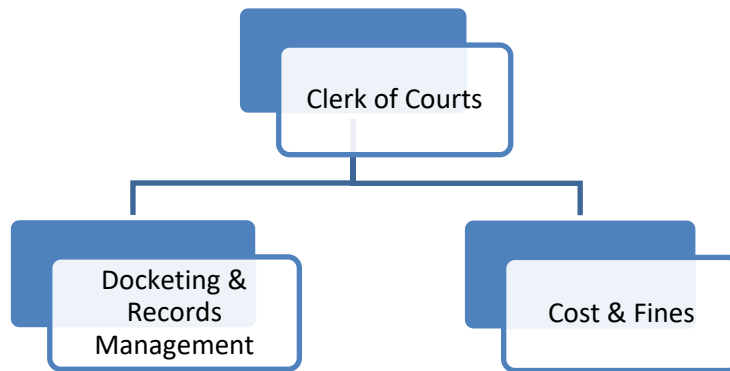 Clerk of Courts
Docketing &
Records
Management
Cost & Fines